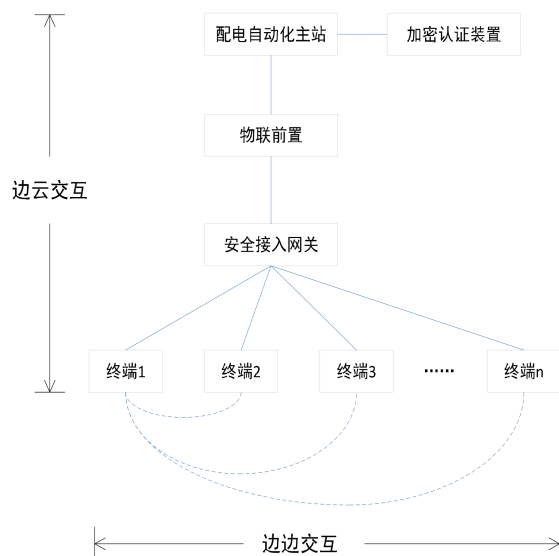 配电自动化主站
加密认证装置
物联前置
边云交互
安全接入网关
终端1
终端2
终端3
……
终端n
边边交互